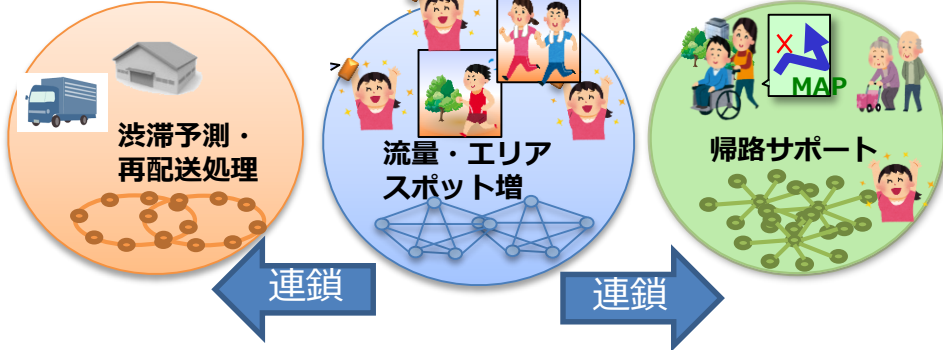 渋滞予測・
再配送処理
流量・エリア
スポット増
X
MAP
帰路サポート
連鎖
連鎖